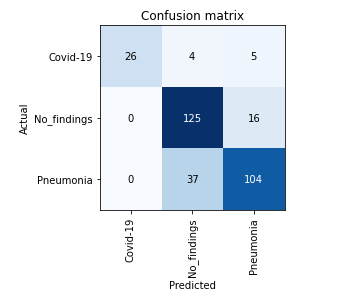 Confusion matrix
Covid-19 26 4 5
No_findings 0 125 16
Pneumonia 0 37 104
Actual
Covid-19 No_findings Pneumonia
Predicted